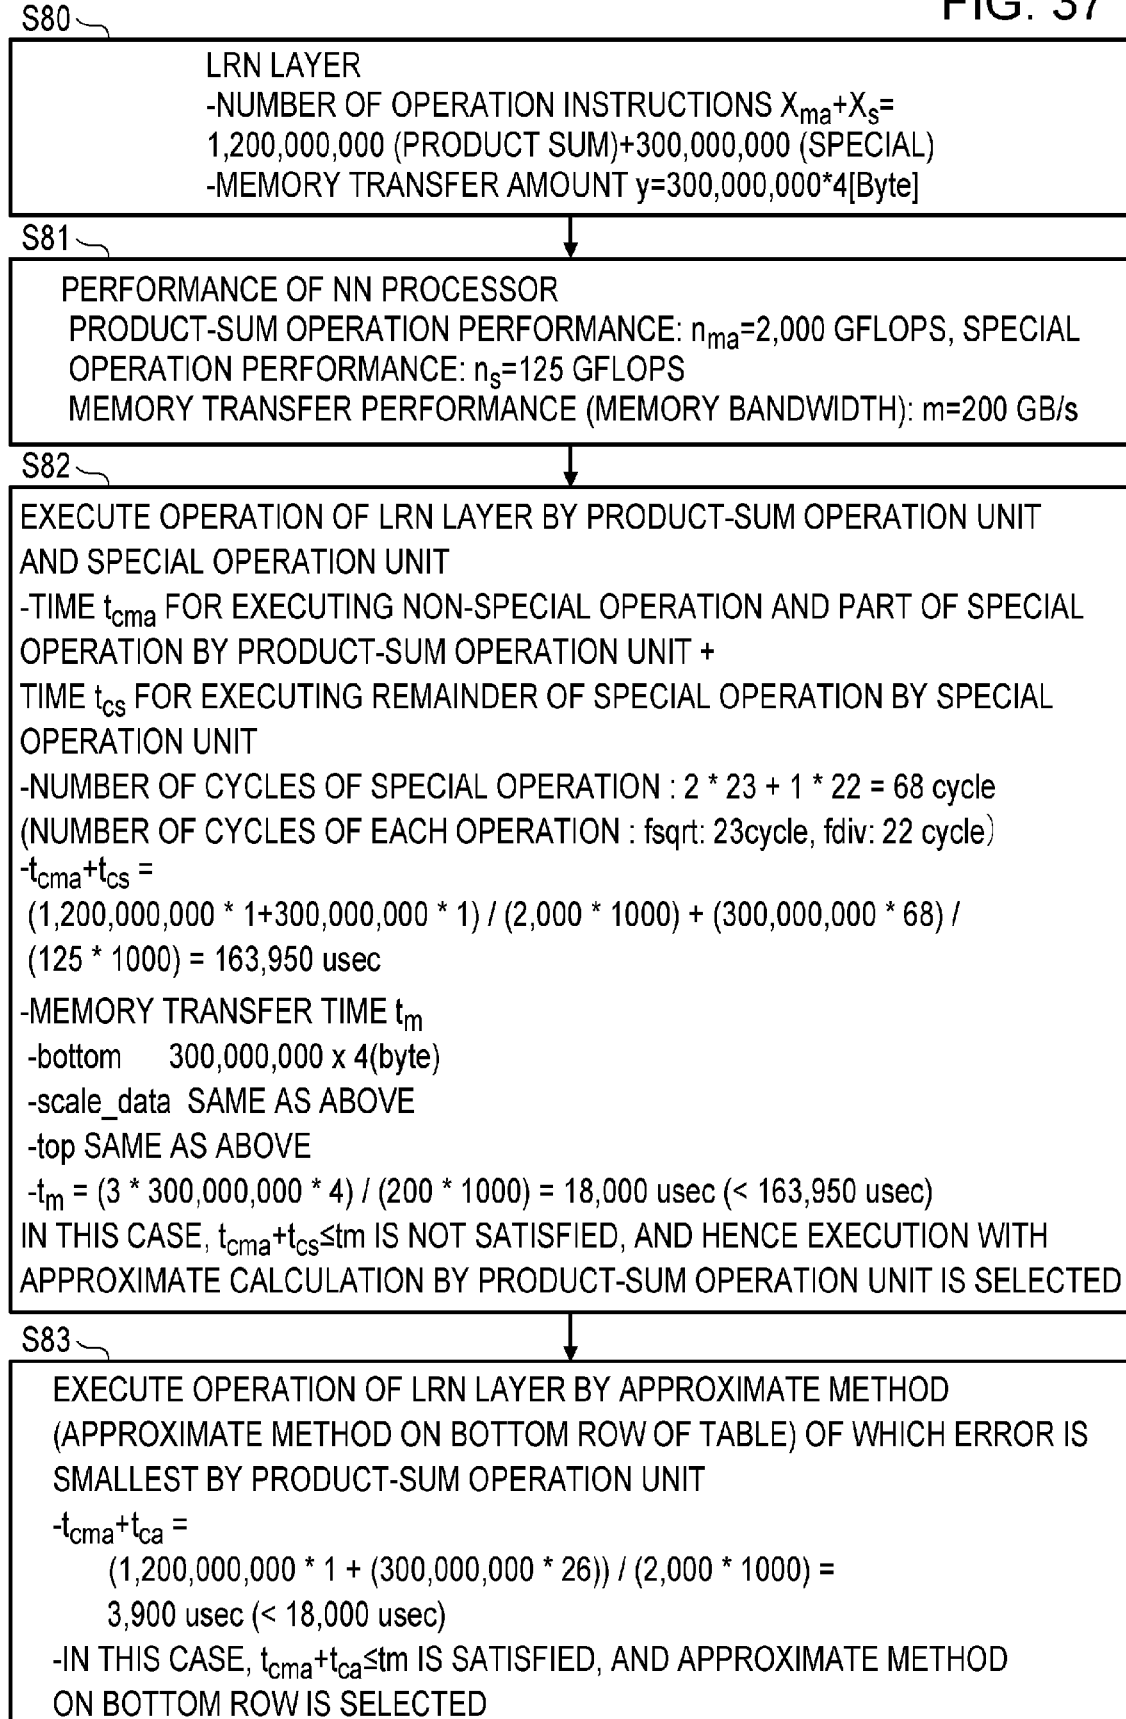 FIG. 37
S80
LRN LAYER
-NUMBER OF OPERATION INSTRUCTIONS Xma+Xs=
1,200,000,000 (PRODUCT SUM)+300,000,000 (SPECIAL)
-MEMORY TRANSFER AMOUNT y=300,000,000*4[Byte]
S81
PERFORMANCE OF NN PROCESSOR
PRODUCT-SUM OPERATION PERFORMANCE: nma=2,000 GFLOPS, SPECIAL
OPERATION PERFORMANCE: ns=125 GFLOPS
MEMORY TRANSFER PERFORMANCE (MEMORY BANDWIDTH): m=200 GB/s
S82
EXECUTE OPERATION OF LRN LAYER BY PRODUCT-SUM OPERATION UNIT
AND SPECIAL OPERATION UNIT
-TIME tcma FOR EXECUTING NON-SPECIAL OPERATION AND PART OF SPECIAL
OPERATION BY PRODUCT-SUM OPERATION UNIT +
TIME tcs FOR EXECUTING REMAINDER OF SPECIAL OPERATION BY SPECIAL
OPERATION UNIT
-NUMBER OF CYCLES OF SPECIAL OPERATION : 2 * 23 + 1 * 22 = 68 cycle
(NUMBER OF CYCLES OF EACH OPERATION : fsqrt: 23cycle, fdiv: 22 cycle)
-tcma+tcs =
(1,200,000,000 * 1+300,000,000 * 1) / (2,000 * 1000) + (300,000,000 * 68) /
(125 * 1000) = 163,950 usec
-MEMORY TRANSFER TIME tm
-bottom 300,000,000 x 4(byte)
-scale_data SAME AS ABOVE
-top SAME AS ABOVE
-tm = (3 * 300,000,000 * 4) / (200 * 1000) = 18,000 usec (< 163,950 usec)
IN THIS CASE, tcma+tcs≤tm IS NOT SATISFIED, AND HENCE EXECUTION WITH
APPROXIMATE CALCULATION BY PRODUCT-SUM OPERATION UNIT IS SELECTED
S83
EXECUTE OPERATION OF LRN LAYER BY APPROXIMATE METHOD
(APPROXIMATE METHOD ON BOTTOM ROW OF TABLE) OF WHICH ERROR IS
SMALLEST BY PRODUCT-SUM OPERATION UNIT
-tcma+tca =
(1,200,000,000 * 1 + (300,000,000 * 26)) / (2,000 * 1000) =
3,900 usec (< 18,000 usec)
-IN THIS CASE, tcma+tca≤tm IS SATISFIED, AND APPROXIMATE METHOD
ON BOTTOM ROW IS SELECTED